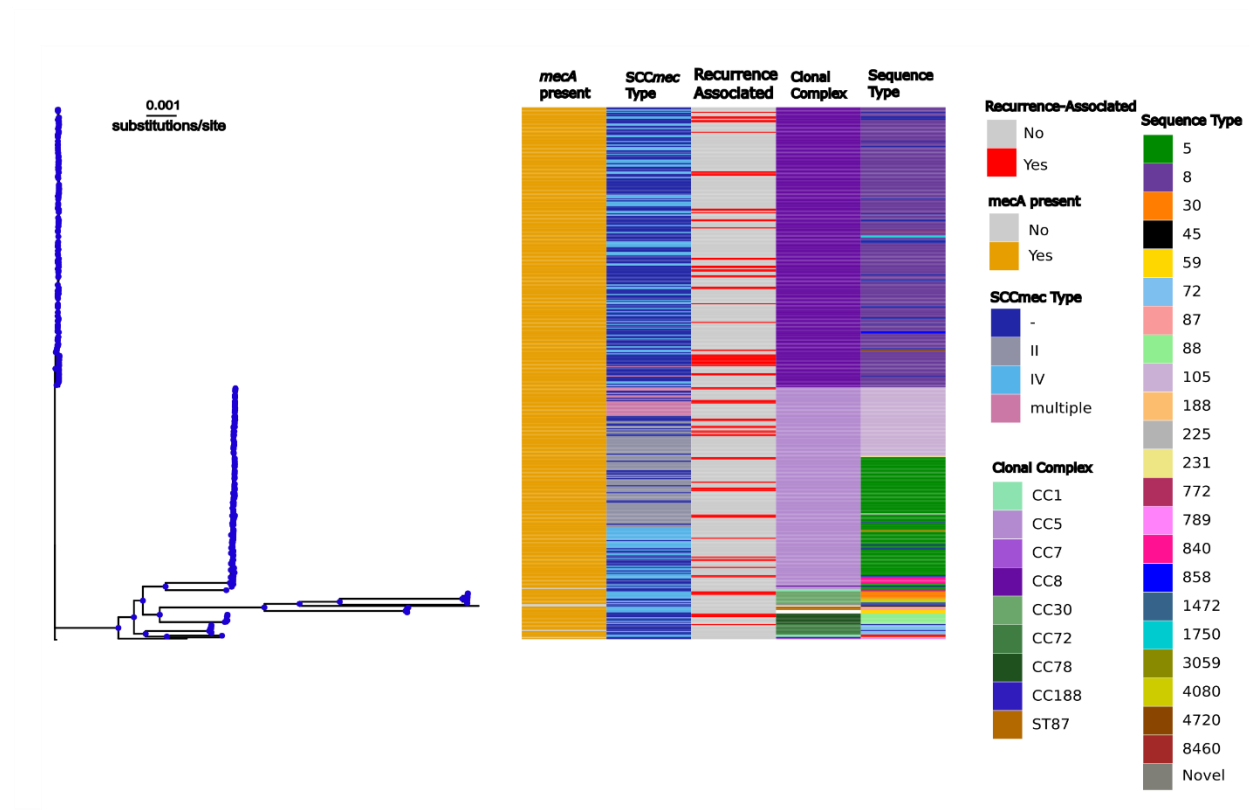 0.001
substitutions/site
mecA
present
SCCmec
Type
Recurrence
Associated
Clonal
Complex
Sequence
Type
Recurrence-Associated
No
Yes
mecA present
No
Yes
SCCmec Type
-
II
IV
multiple
Clonal Complex
CC1
CC5
CC7
CC8
CC30
CC72
CC78
CC188
ST87
Sequence Type
5
8
30
45
59
72
87
88
105
188
225
231
772
789
840
858
1472
1750
3059
4080
4720
8460
Novel